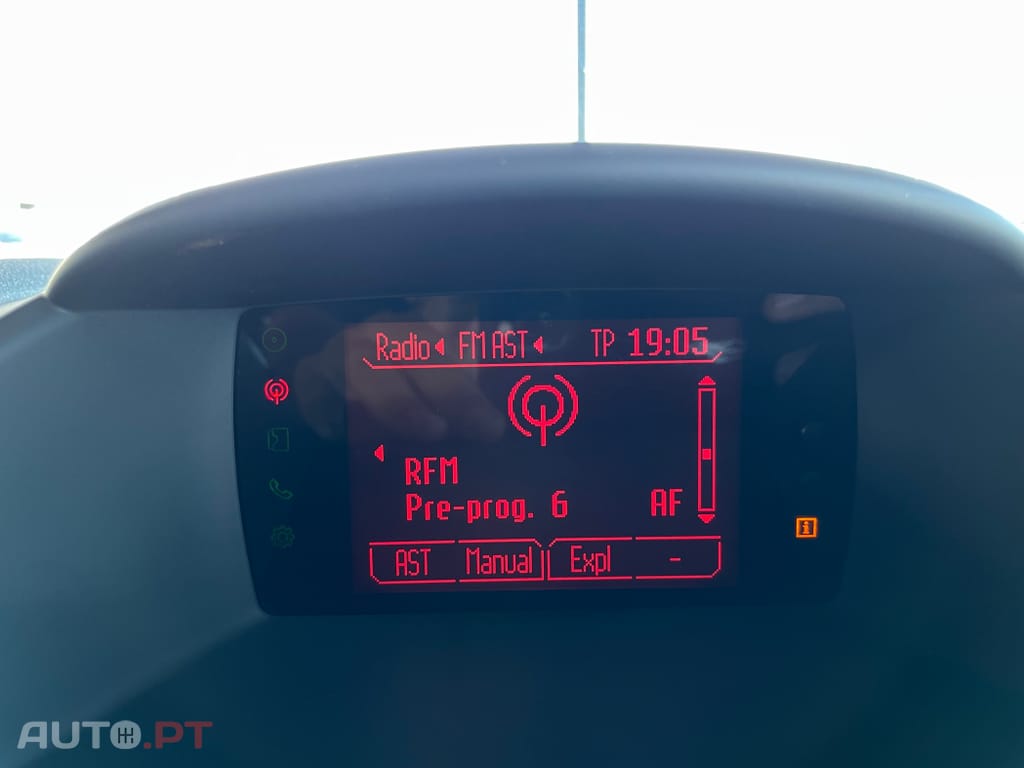 Radio FM AST TP 19:05
RFM
Pre-prog. 6 AF
AST Manual Expl -
i
AUTO.PT